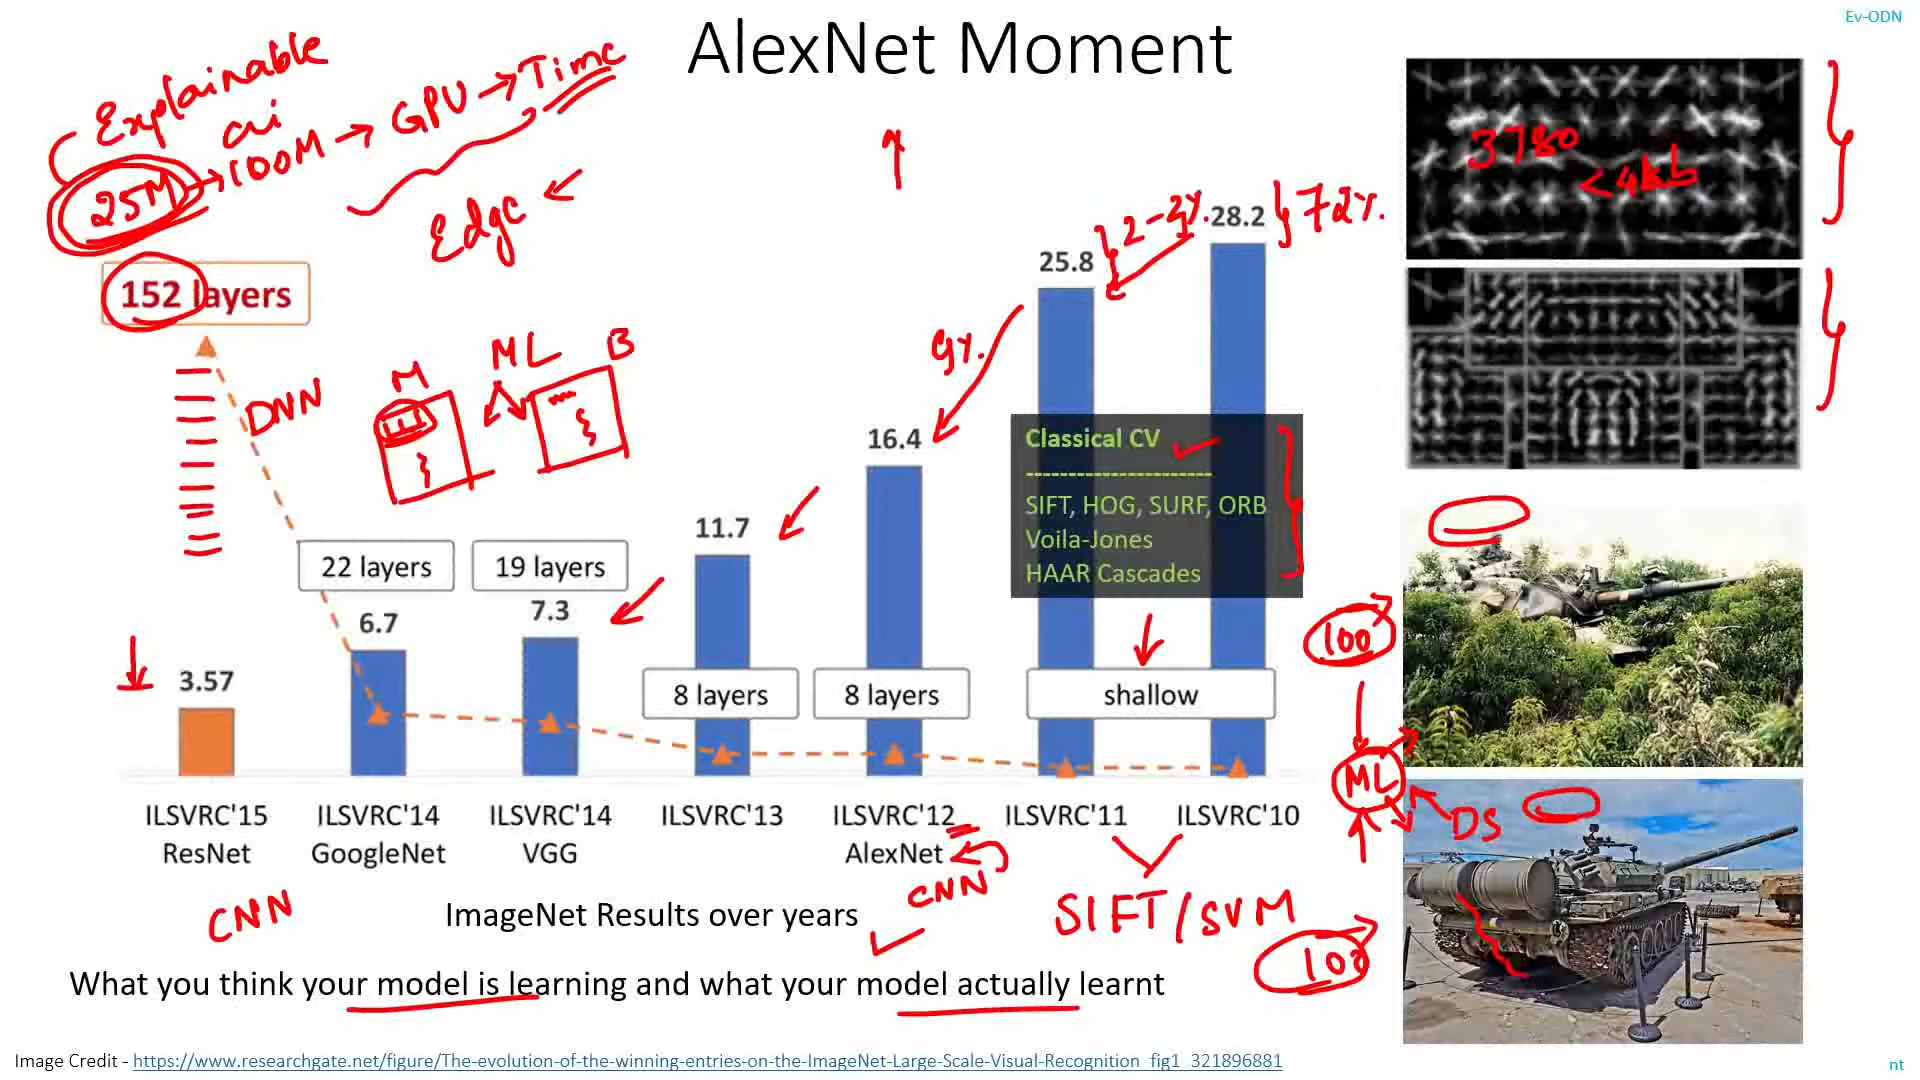 AlexNet Moment
Ev-ODN
Explainable
ai
25M → 100M → GPU → Time
Edge
3780
< 4kb
152 layers
28.2
72%.
2-3%.
25.8
9%.
DNN
M
ML
B
16.4
11.7
Classical CV
----------------------
SIFT, HOG, SURF, ORB
Voila-Jones
HAAR Cascades
22 layers
19 layers
7.3
6.7
3.57
8 layers
8 layers
shallow
100
ML
DS
ILSVRC'15
ResNet
ILSVRC'14
GoogleNet
ILSVRC'14
VGG
ILSVRC'13
ILSVRC'12
AlexNet
ILSVRC'11
ILSVRC'10
CNN
CNN
SIFT/SVM
100
ImageNet Results over years
What you think your model is learning and what your model actually learnt
Image Credit - https://www.researchgate.net/figure/The-evolution-of-the-winning-entries-on-the-ImageNet-Large-Scale-Visual-Recognition_fig1_321896881
nt